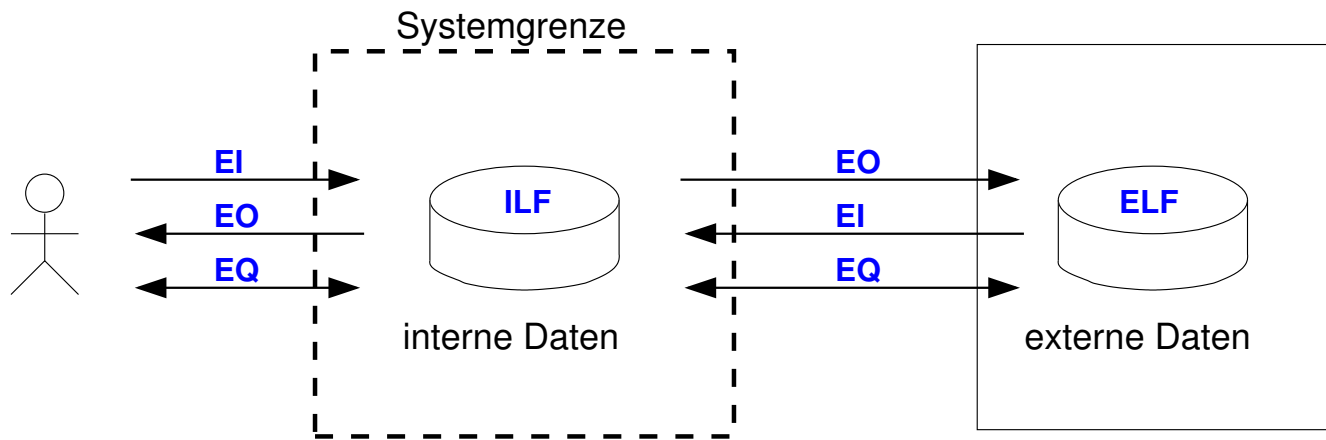 Systemgrenze
EI
EO
EQ
ILF
interne Daten
EO
EI
EQ
ELF
externe Daten